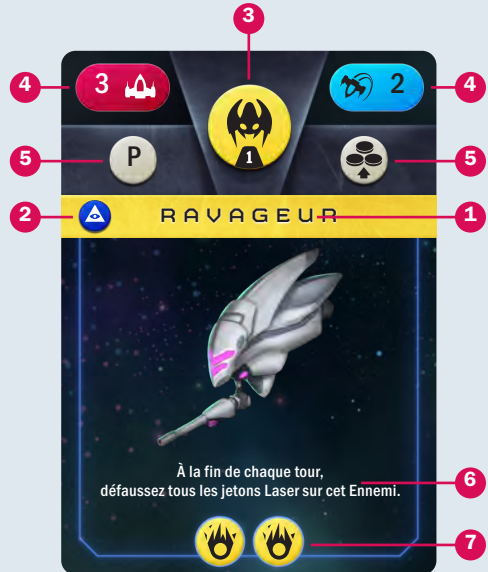 3
4 3 2 4
5 P 5
1
2 RAVAGEUR 1
À la fin de chaque tour,
défaussez tous les jetons Laser sur cet Ennemi. 6
7